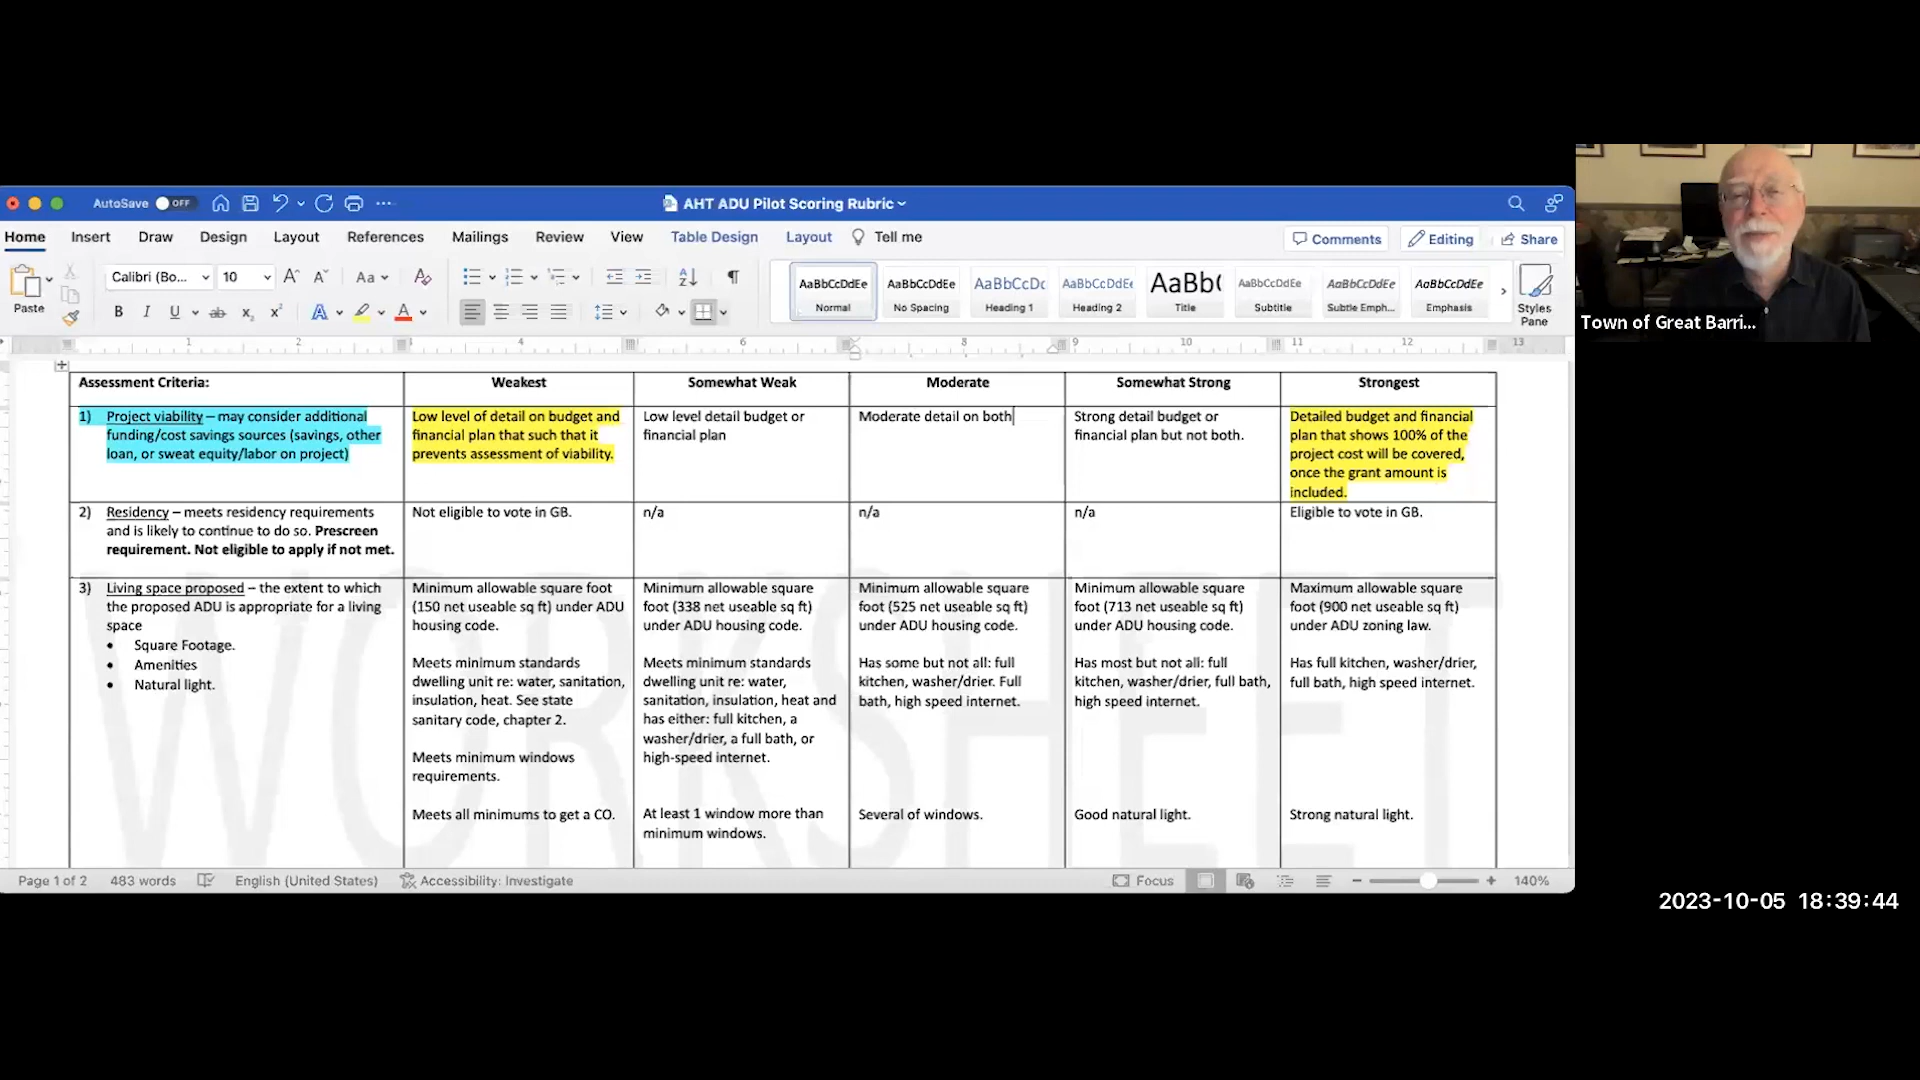 AutoSave OFF
AHT ADU Pilot Scoring Rubric
Home Insert Draw Design Layout References Mailings Review View Table Design Layout Tell me
Comments Editing Share
Paste
Calibri (Bo... 10
AaBbCcDdEe Normal
AaBbCcDdEe No Spacing
AaBbCcDc Heading 1
AaBbCcDdEe Heading 2
AaBb( Title
AaBbCcDdEe Subtitle
AaBbCcDdEe Subtle Emph...
AaBbCcDdEe Emphasis
Styles
Pane
1 3 4 6 8 9 10 11 12 13
Assessment Criteria: Weakest Somewhat Weak Moderate Somewhat Strong Strongest
1) Project viability – may consider additional
funding/cost savings sources (savings, other
loan, or sweat equity/labor on project)
Low level of detail on budget and
financial plan that such that it
prevents assessment of viability.
Low level detail budget or
financial plan
Moderate detail on both
Strong detail budget or
financial plan but not both.
Detailed budget and financial
plan that shows 100% of the
project cost will be covered,
once the grant amount is
included.
2) Residency – meets residency requirements
and is likely to continue to do so. Prescreen
requirement. Not eligible to apply if not met.
Not eligible to vote in GB.
n/a
n/a
n/a
Eligible to vote in GB.
3) Living space proposed – the extent to which
the proposed ADU is appropriate for a living
space
• Square Footage.
• Amenities
• Natural light.
Minimum allowable square foot
(150 net useable sq ft) under ADU
housing code.
Meets minimum standards
dwelling unit re: water, sanitation,
insulation, heat. See state
sanitary code, chapter 2.
Meets minimum windows
requirements.
Meets all minimums to get a CO.
Minimum allowable square
foot (338 net useable sq ft)
under ADU housing code.
Meets minimum standards
dwelling unit re: water,
sanitation, insulation, heat and
has either: full kitchen, a
washer/drier, a full bath, or
high-speed internet.
At least 1 window more than
minimum windows.
Minimum allowable square
foot (525 net useable sq ft)
under ADU housing code.
Has some but not all: full
kitchen, washer/drier. Full
bath, high speed internet.
Several of windows.
Minimum allowable square
foot (713 net useable sq ft)
under ADU housing code.
Has most but not all: full
kitchen, washer/drier, full bath,
high speed internet.
Good natural light.
Maximum allowable square
foot (900 net useable sq ft)
under ADU zoning law.
Has full kitchen, washer/drier,
full bath, high speed internet.
Strong natural light.
WORKSHEET
Page 1 of 2 483 words English (United States) Accessibility: Investigate Focus 140%
Town of Great Barri...
2023-10-05 18:39:44